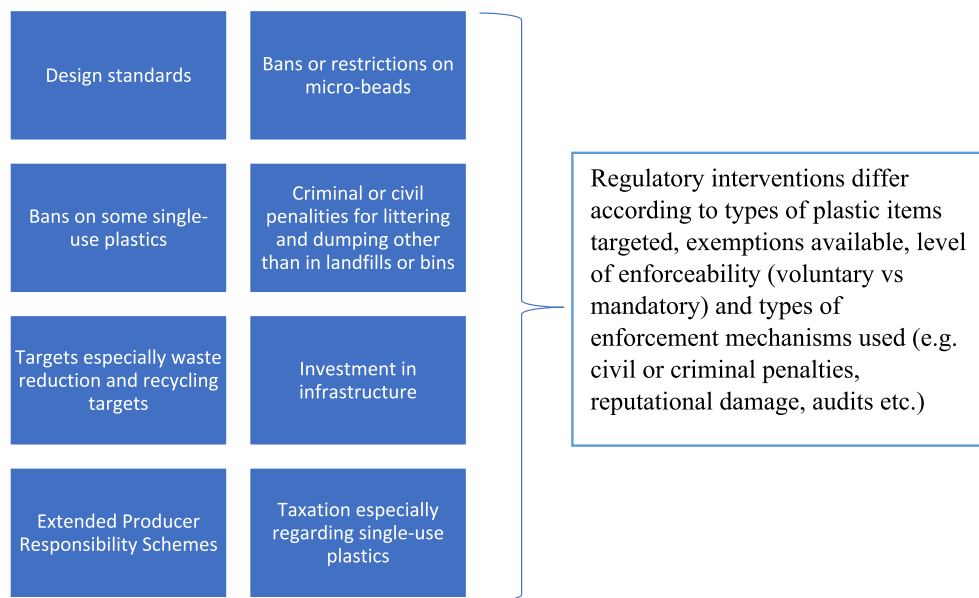 Design standards
Bans or restrictions on
micro-beads
Bans on some single-
use plastics
Criminal or civil
penalities for littering
and dumping other
than in landfills or bins
Targets especially waste
reduction and recycling
targets
Investment in
infrastructure
Extended Producer
Responsibility Schemes
Taxation especially
regarding single-use
plastics
Regulatory interventions differ
according to types of plastic items
targeted, exemptions available, level
of enforceability (voluntary vs
mandatory) and types of
enforcement mechanisms used (e.g.
civil or criminal penalties,
reputational damage, audits etc.)